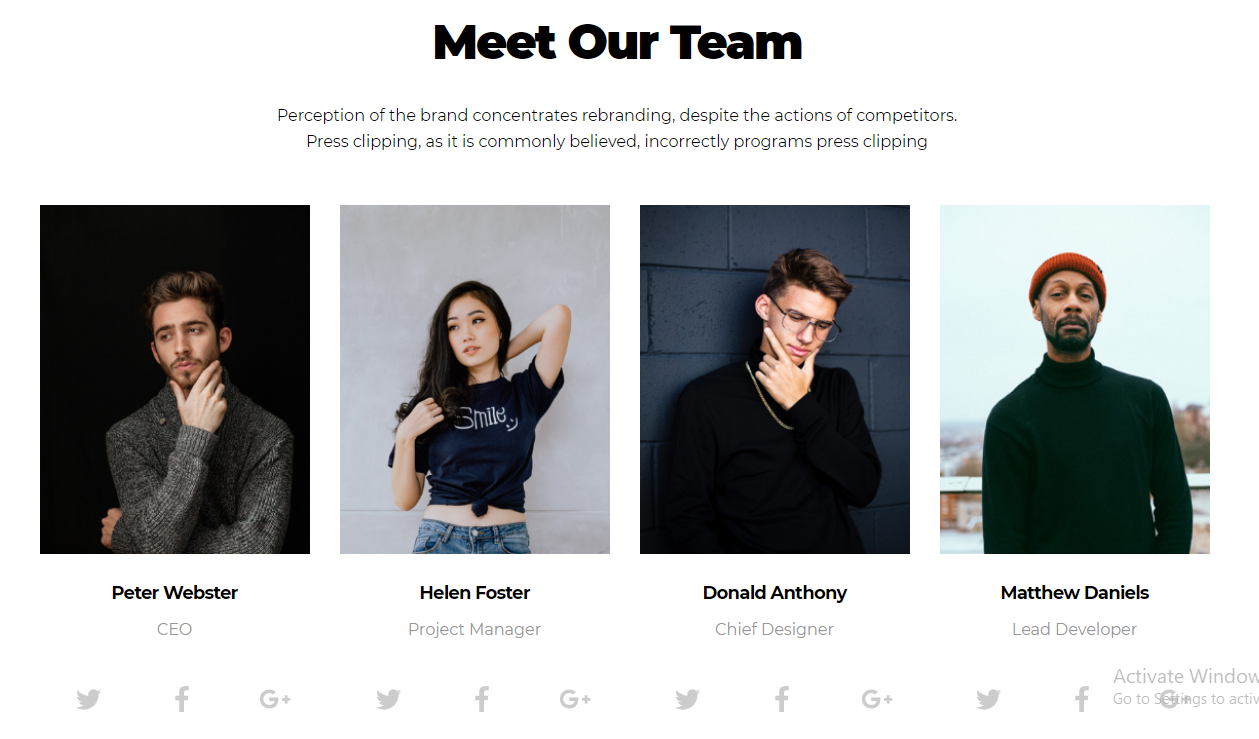 Meet Our Team
Perception of the brand concentrates rebranding, despite the actions of competitors.
Press clipping, as it is commonly believed, incorrectly programs press clipping
Smile
Peter Webster
Helen Foster
Donald Anthony
Matthew Daniels
CEO
Project Manager
Chief Designer
Lead Developer
Activate Window
Go to Settings to activ